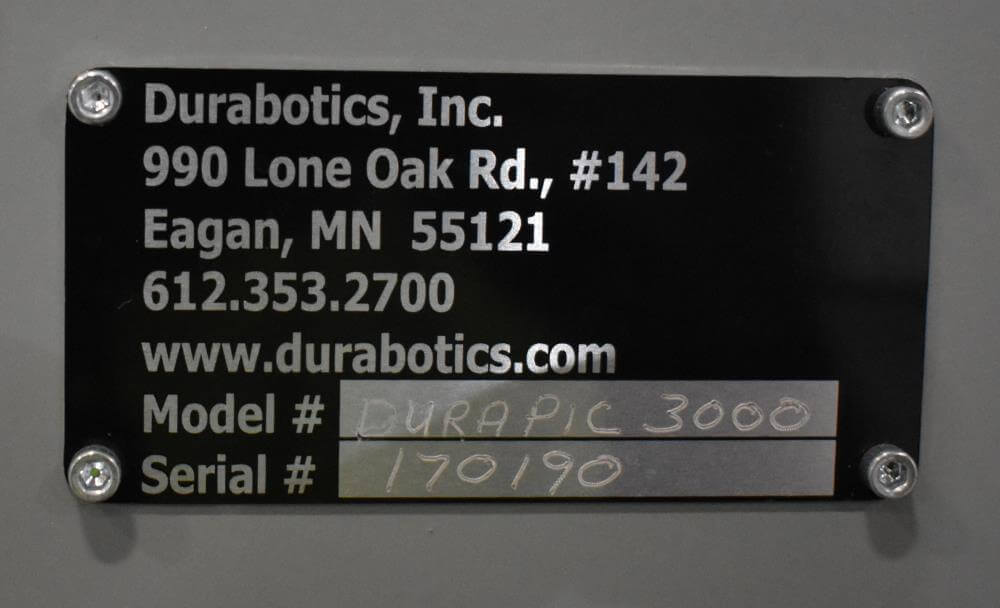 Durabotics, Inc.
990 Lone Oak Rd., #142
Eagan, MN 55121
612.353.2700
www.durabotics.com
Model # DURAPIC 3000
Serial # 170190